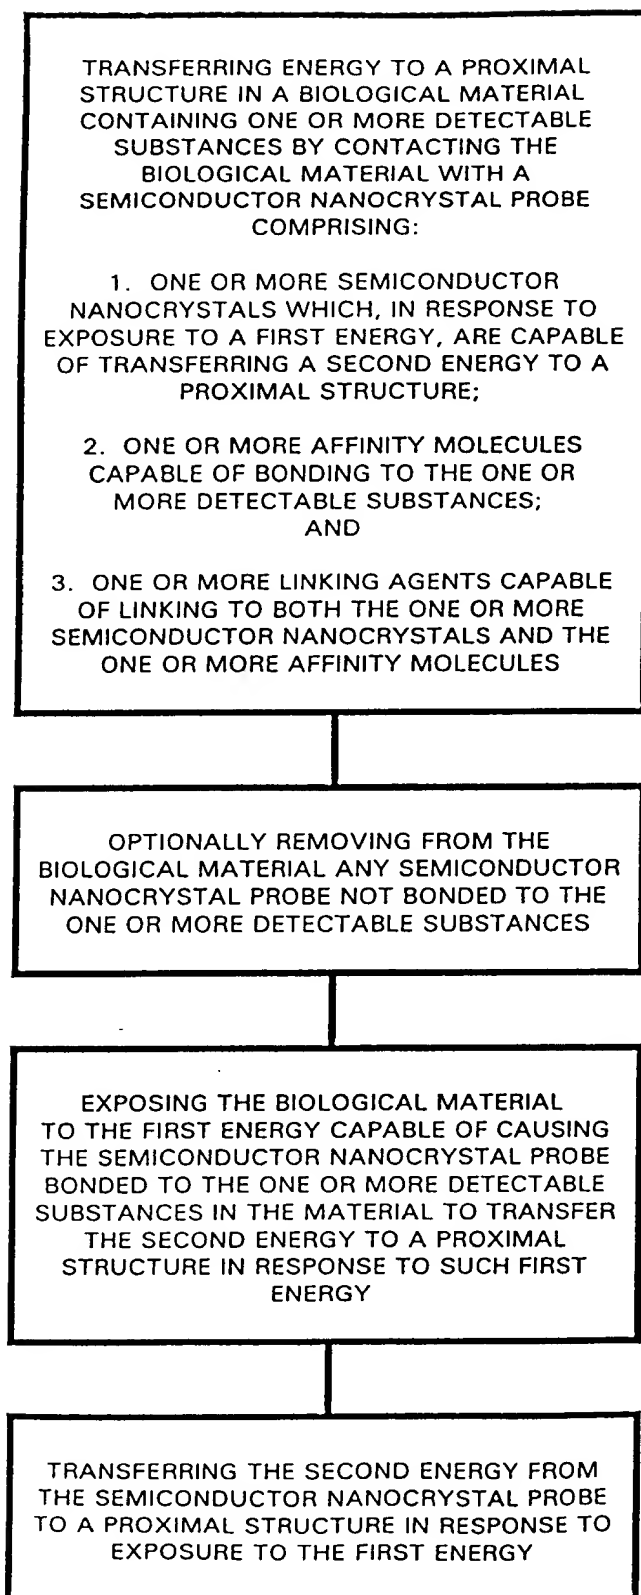 TRANSFERRING ENERGY TO A PROXIMAL
STRUCTURE IN A BIOLOGICAL MATERIAL
CONTAINING ONE OR MORE DETECTABLE
SUBSTANCES BY CONTACTING THE
BIOLOGICAL MATERIAL WITH A
SEMICONDUCTOR NANOCRYSTAL PROBE
COMPRISING:
1. ONE OR MORE SEMICONDUCTOR
NANOCRYSTALS WHICH, IN RESPONSE TO
EXPOSURE TO A FIRST ENERGY, ARE CAPABLE
OF TRANSFERRING A SECOND ENERGY TO A
PROXIMAL STRUCTURE;
2. ONE OR MORE AFFINITY MOLECULES
CAPABLE OF BONDING TO THE ONE OR
MORE DETECTABLE SUBSTANCES;
AND
3. ONE OR MORE LINKING AGENTS CAPABLE
OF LINKING TO BOTH THE ONE OR MORE
SEMICONDUCTOR NANOCRYSTALS AND THE
ONE OR MORE AFFINITY MOLECULES
OPTIONALLY REMOVING FROM THE
BIOLOGICAL MATERIAL ANY SEMICONDUCTOR
NANOCRYSTAL PROBE NOT BONDED TO THE
ONE OR MORE DETECTABLE SUBSTANCES
EXPOSING THE BIOLOGICAL MATERIAL
TO THE FIRST ENERGY CAPABLE OF CAUSING
THE SEMICONDUCTOR NANOCRYSTAL PROBE
BONDED TO THE ONE OR MORE DETECTABLE
SUBSTANCES IN THE MATERIAL TO TRANSFER
THE SECOND ENERGY TO A PROXIMAL
STRUCTURE IN RESPONSE TO SUCH FIRST
ENERGY
TRANSFERRING THE SECOND ENERGY FROM
THE SEMICONDUCTOR NANOCRYSTAL PROBE
TO A PROXIMAL STRUCTURE IN RESPONSE TO
EXPOSURE TO THE FIRST ENERGY